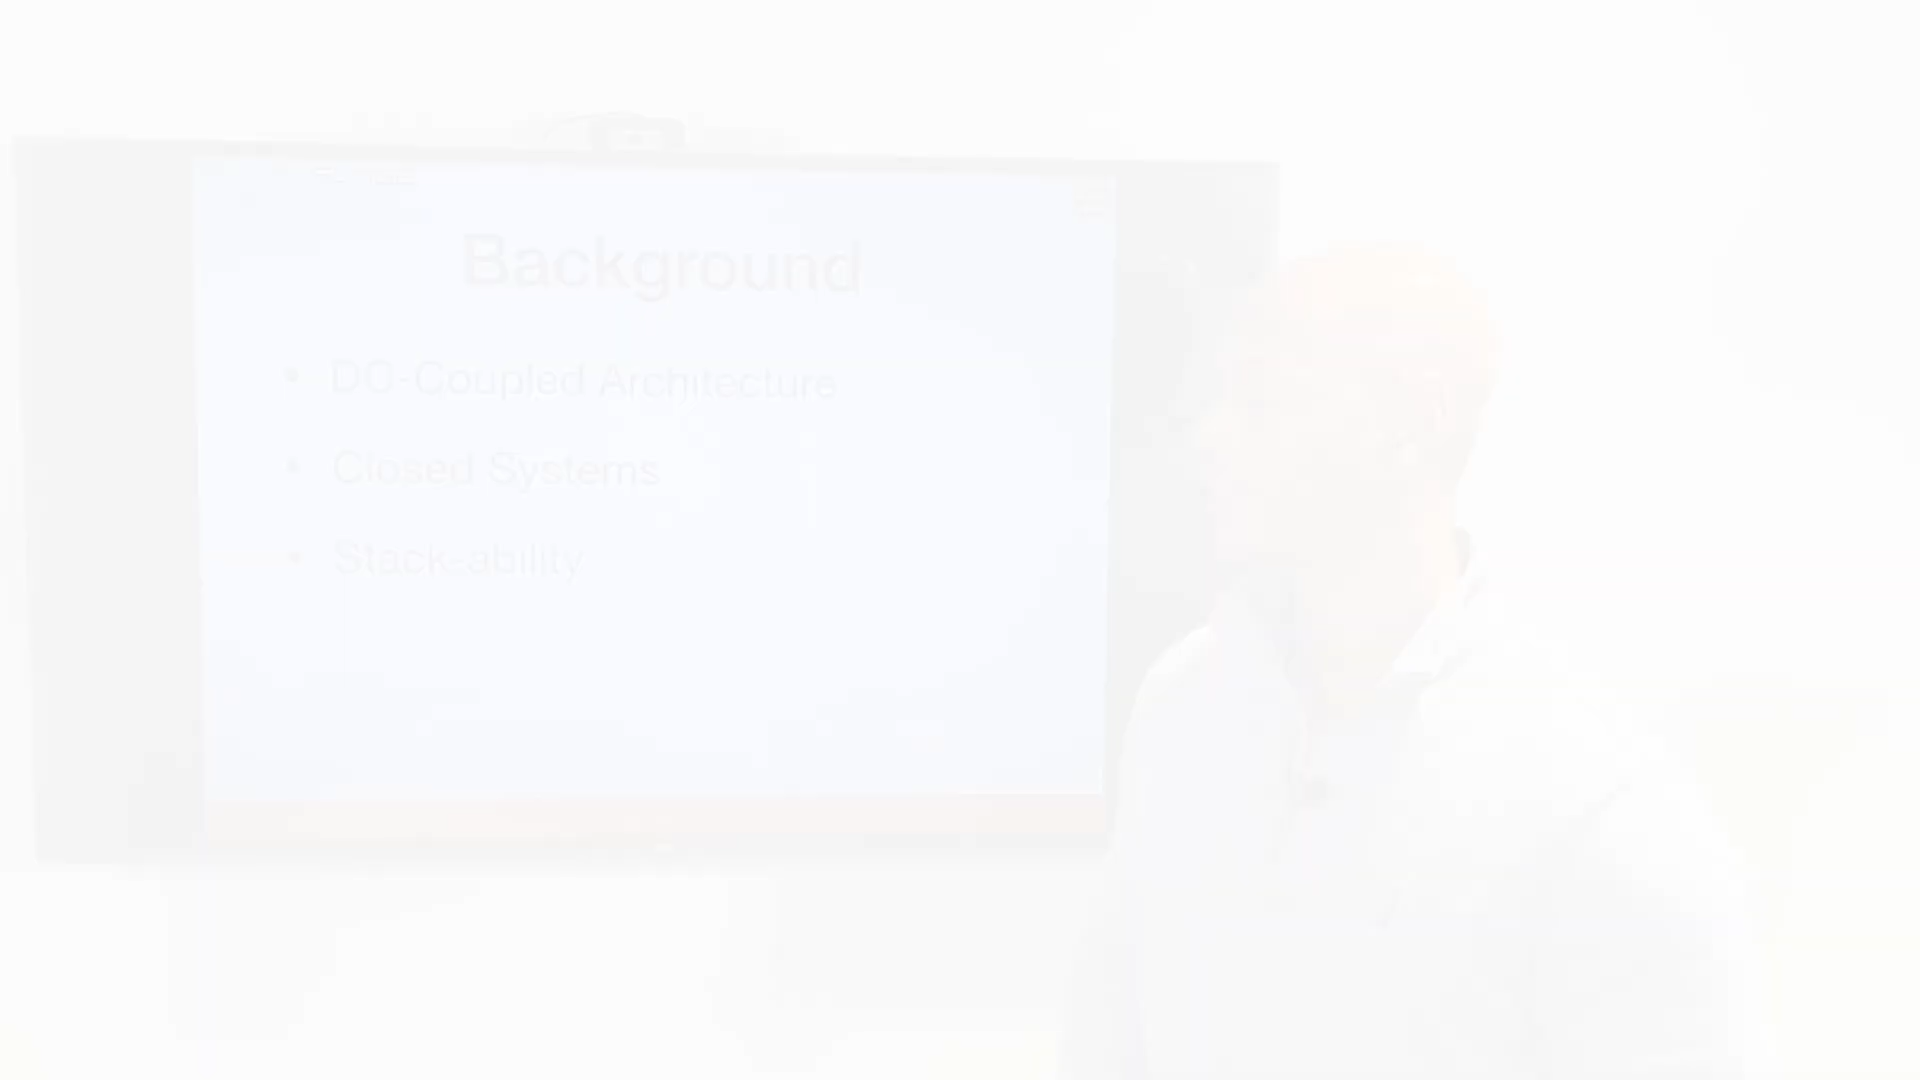 Background
• DC-Coupled Architecture
• Closed Systems
• Stack-ability